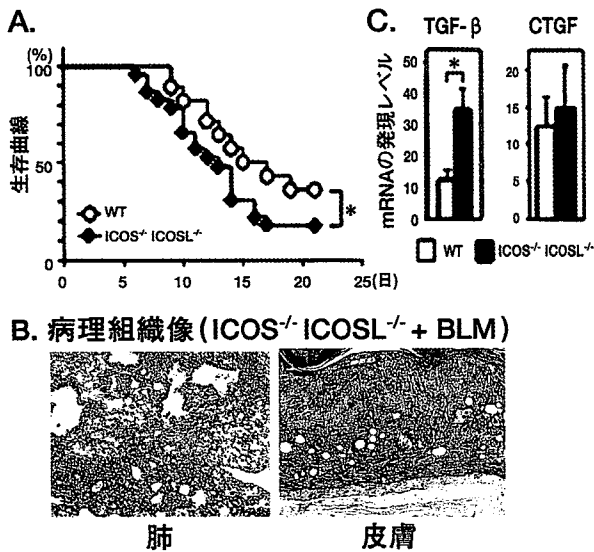 A.
(%)
100
50
0
生存曲線
WT
ICOS⁻/⁻ ICOSL⁻/⁻
*
0 5 10 15 20 25(日)
C.
TGF-β CTGF
mRNAの発現レベル
50
40
30
20
10
0
*
20
15
10
5
0
WT ICOS⁻/⁻ ICOSL⁻/⁻
B. 病理組織像(ICOS⁻/⁻ ICOSL⁻/⁻ + BLM)
肺 皮膚